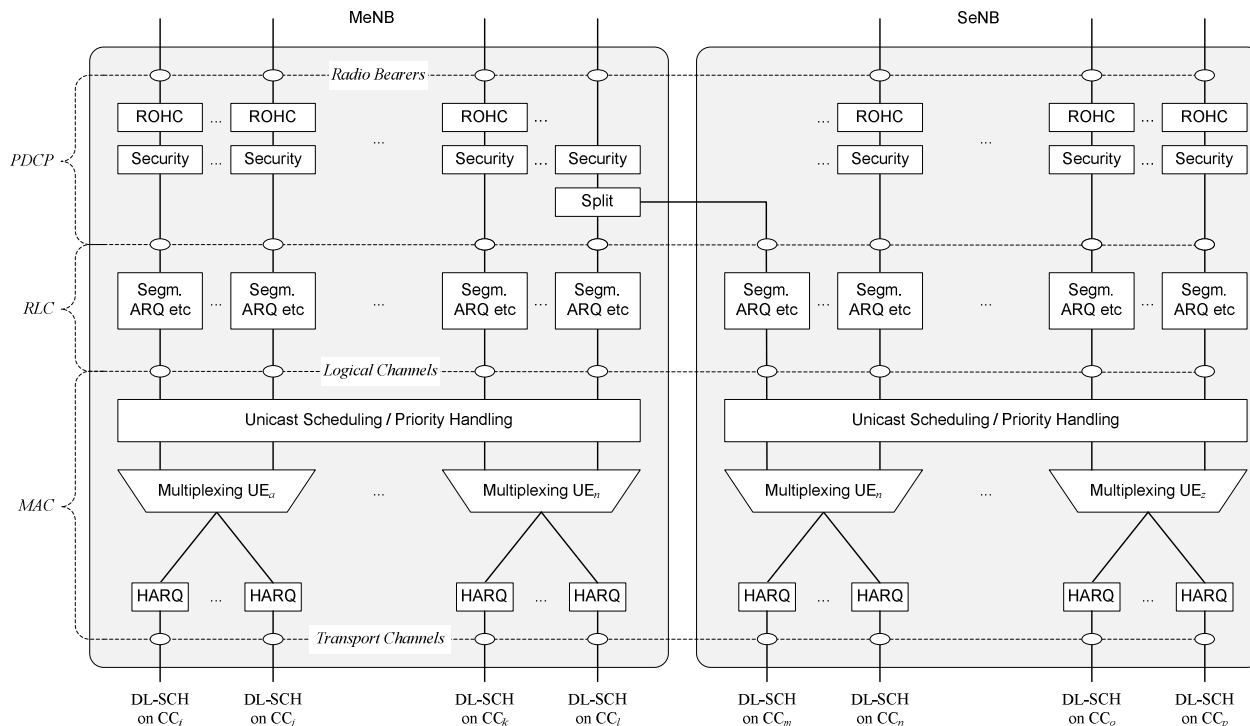 MeNB SeNB
Radio Bearers
ROHC ... ROHC ROHC ... ... ROHC ROHC ... ROHC
... ...
PDCP
Security ... Security Security ... Security ... Security Security ... Security
Split
Segm. Segm. Segm. Segm. Segm. Segm. Segm. Segm.
RLC ... ... ... ... ... ...
ARQ etc ARQ etc ARQ etc ARQ etc ARQ etc ARQ etc ARQ etc ARQ etc
Logical Channels
Unicast Scheduling / Priority Handling Unicast Scheduling / Priority Handling
Multiplexing UEa ... Multiplexing UEn Multiplexing UEn ... Multiplexing UEz
MAC
HARQ ... HARQ ... HARQ ... HARQ HARQ ... HARQ ... HARQ ... HARQ
Transport Channels
DL-SCH DL-SCH DL-SCH DL-SCH DL-SCH DL-SCH DL-SCH DL-SCH
on CCi on CCj on CCk on CCl on CCm on CCn on CCo on CCp